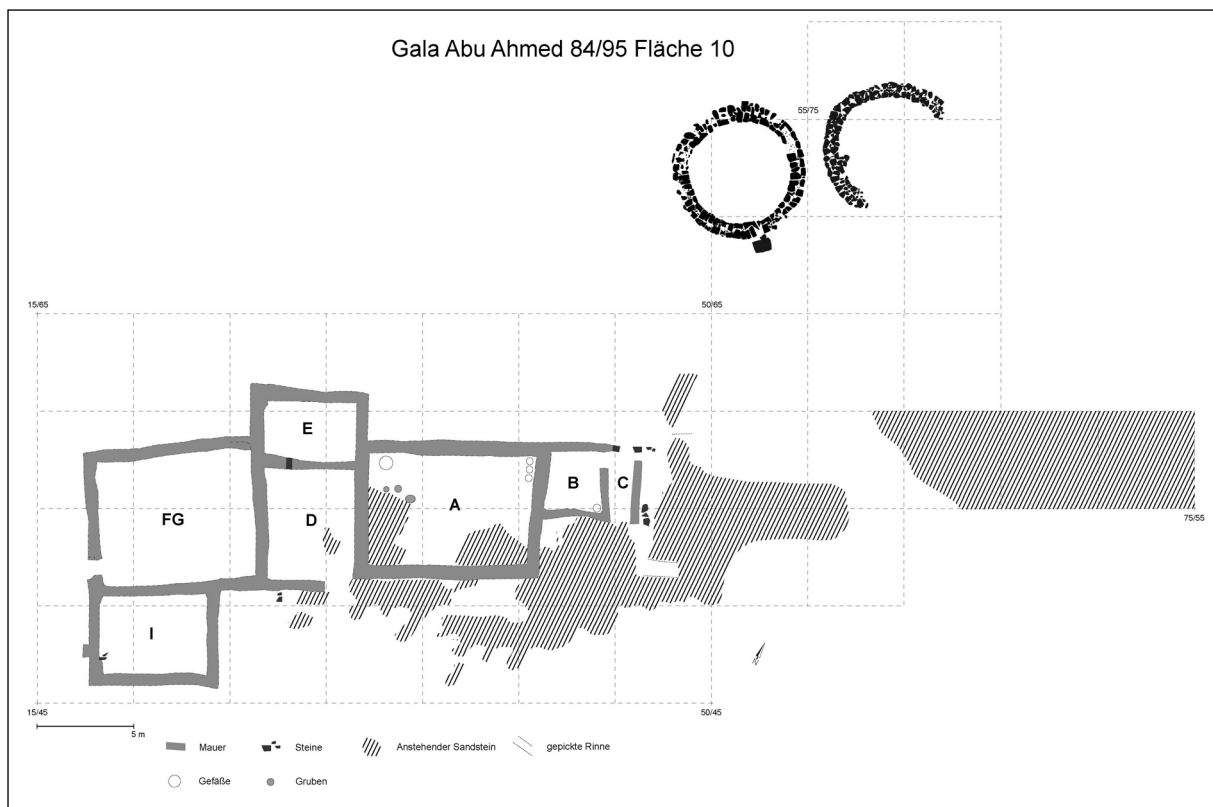 Gala Abu Ahmed 84/95 Fläche 10
55/75
15/65
50/65
E
A
B
C
FG
D
75/55
I
N
15/45
50/45
5 m
Mauer
Steine
Anstehender Sandstein
gepickte Rinne
Gefäße
Gruben